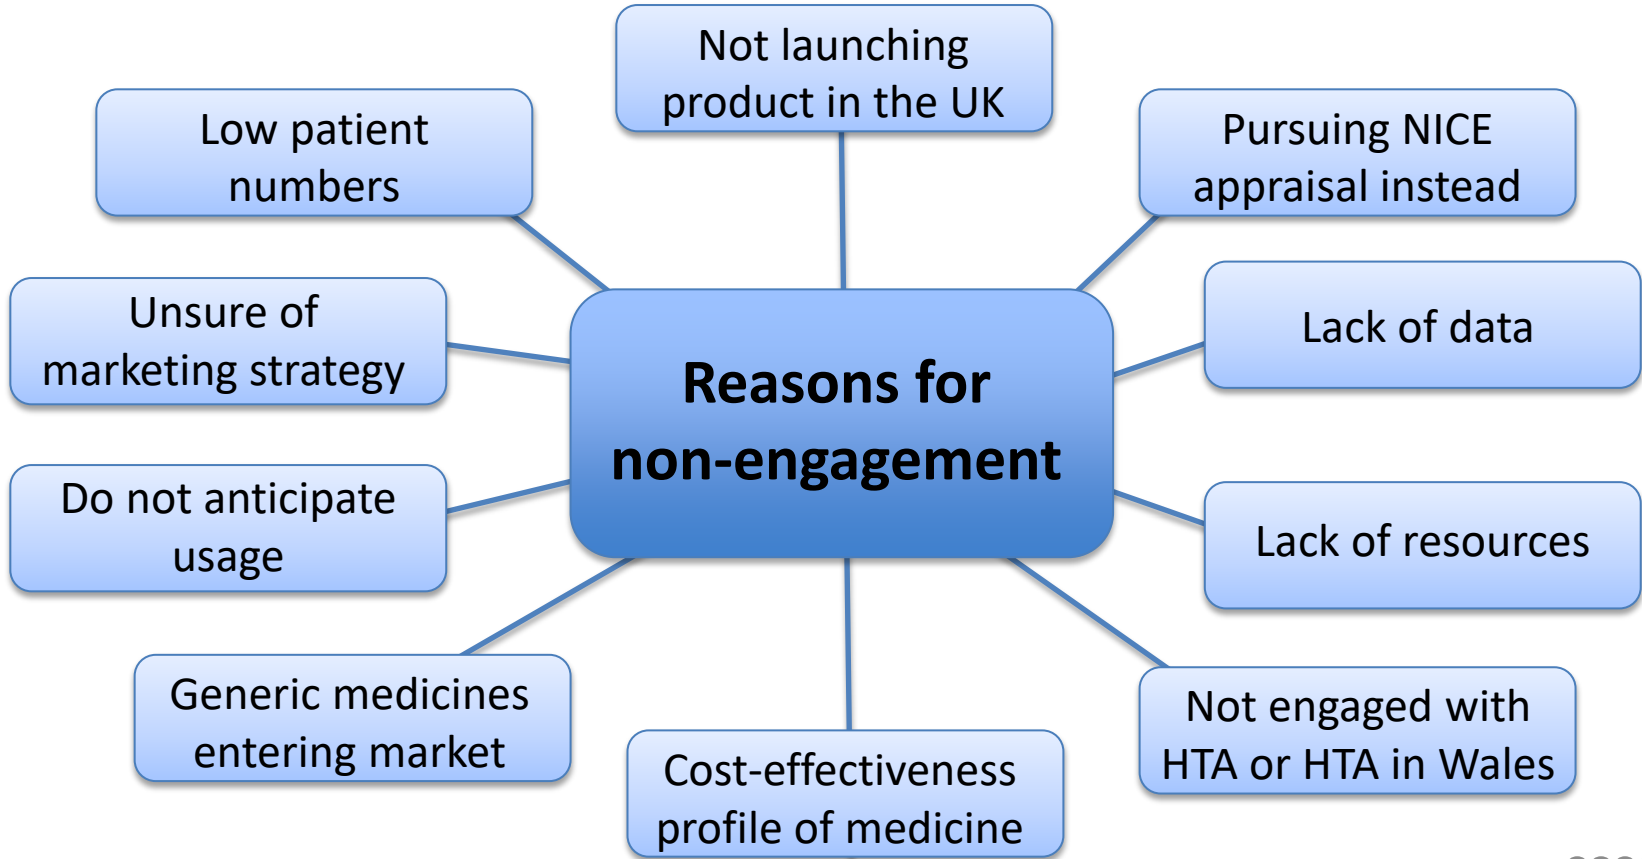 Not launching
product in the UK
Low patient
numbers
Pursuing NICE
appraisal instead
Unsure of
marketing strategy
Lack of data
Reasons for
non-engagement
Do not anticipate
usage
Lack of resources
Generic medicines
entering market
Not engaged with
HTA or HTA in Wales
Cost-effectiveness
profile of medicine